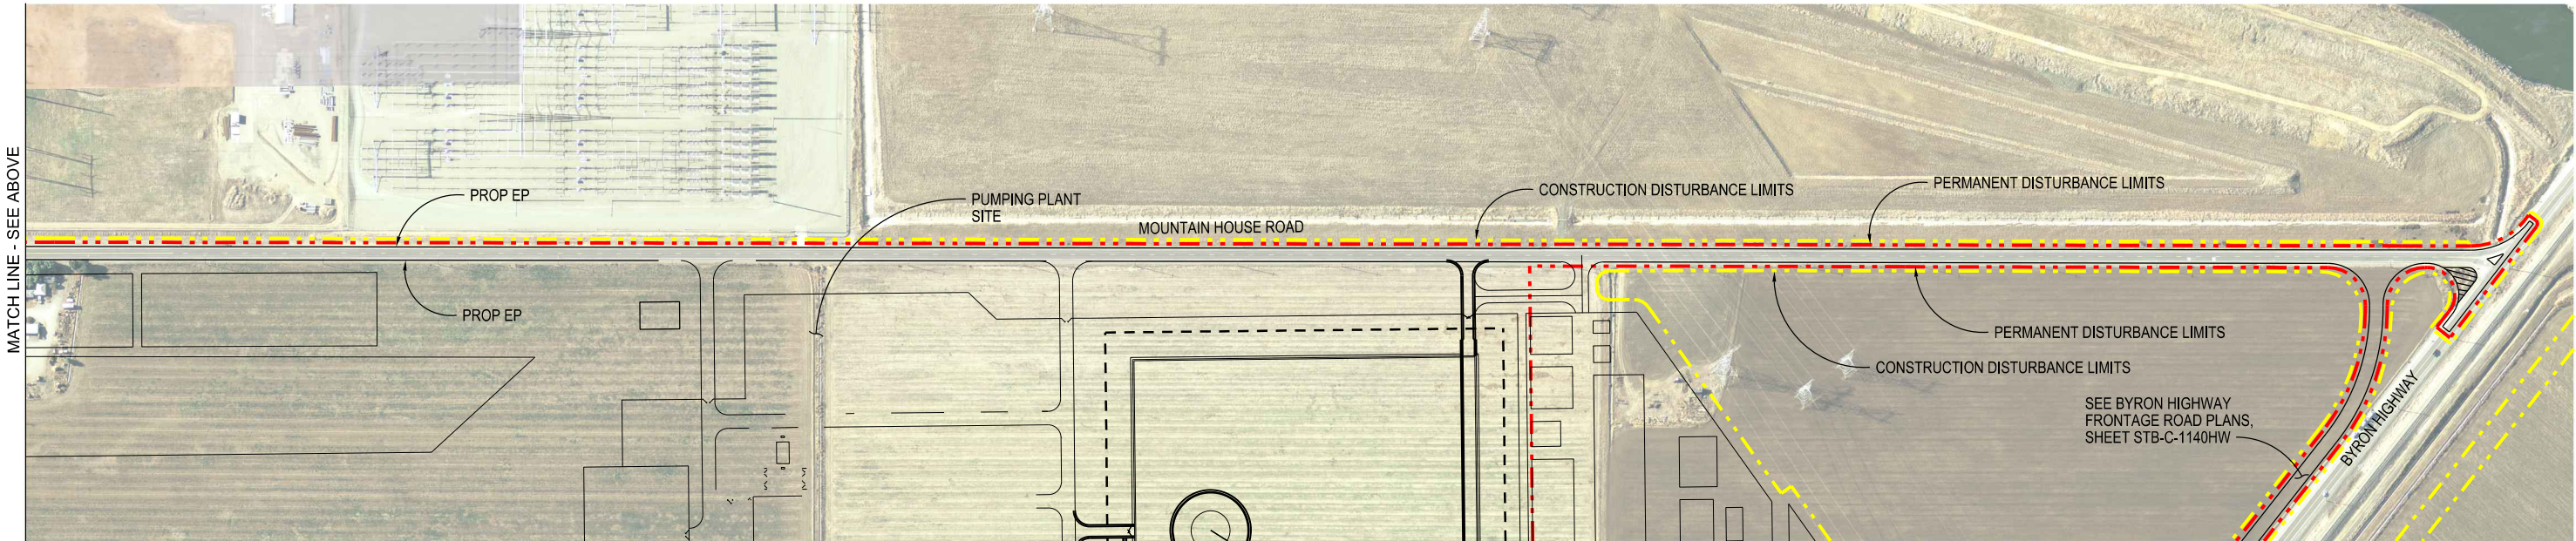 MATCH LINE - SEE ABOVE
PROP EP
PUMPING PLANT
SITE
MOUNTAIN HOUSE ROAD
CONSTRUCTION DISTURBANCE LIMITS
PERMANENT DISTURBANCE LIMITS
PROP EP
PERMANENT DISTURBANCE LIMITS
CONSTRUCTION DISTURBANCE LIMITS
SEE BYRON HIGHWAY
FRONTAGE ROAD PLANS,
SHEET STB-C-1140HW
BYRON HIGHWAY